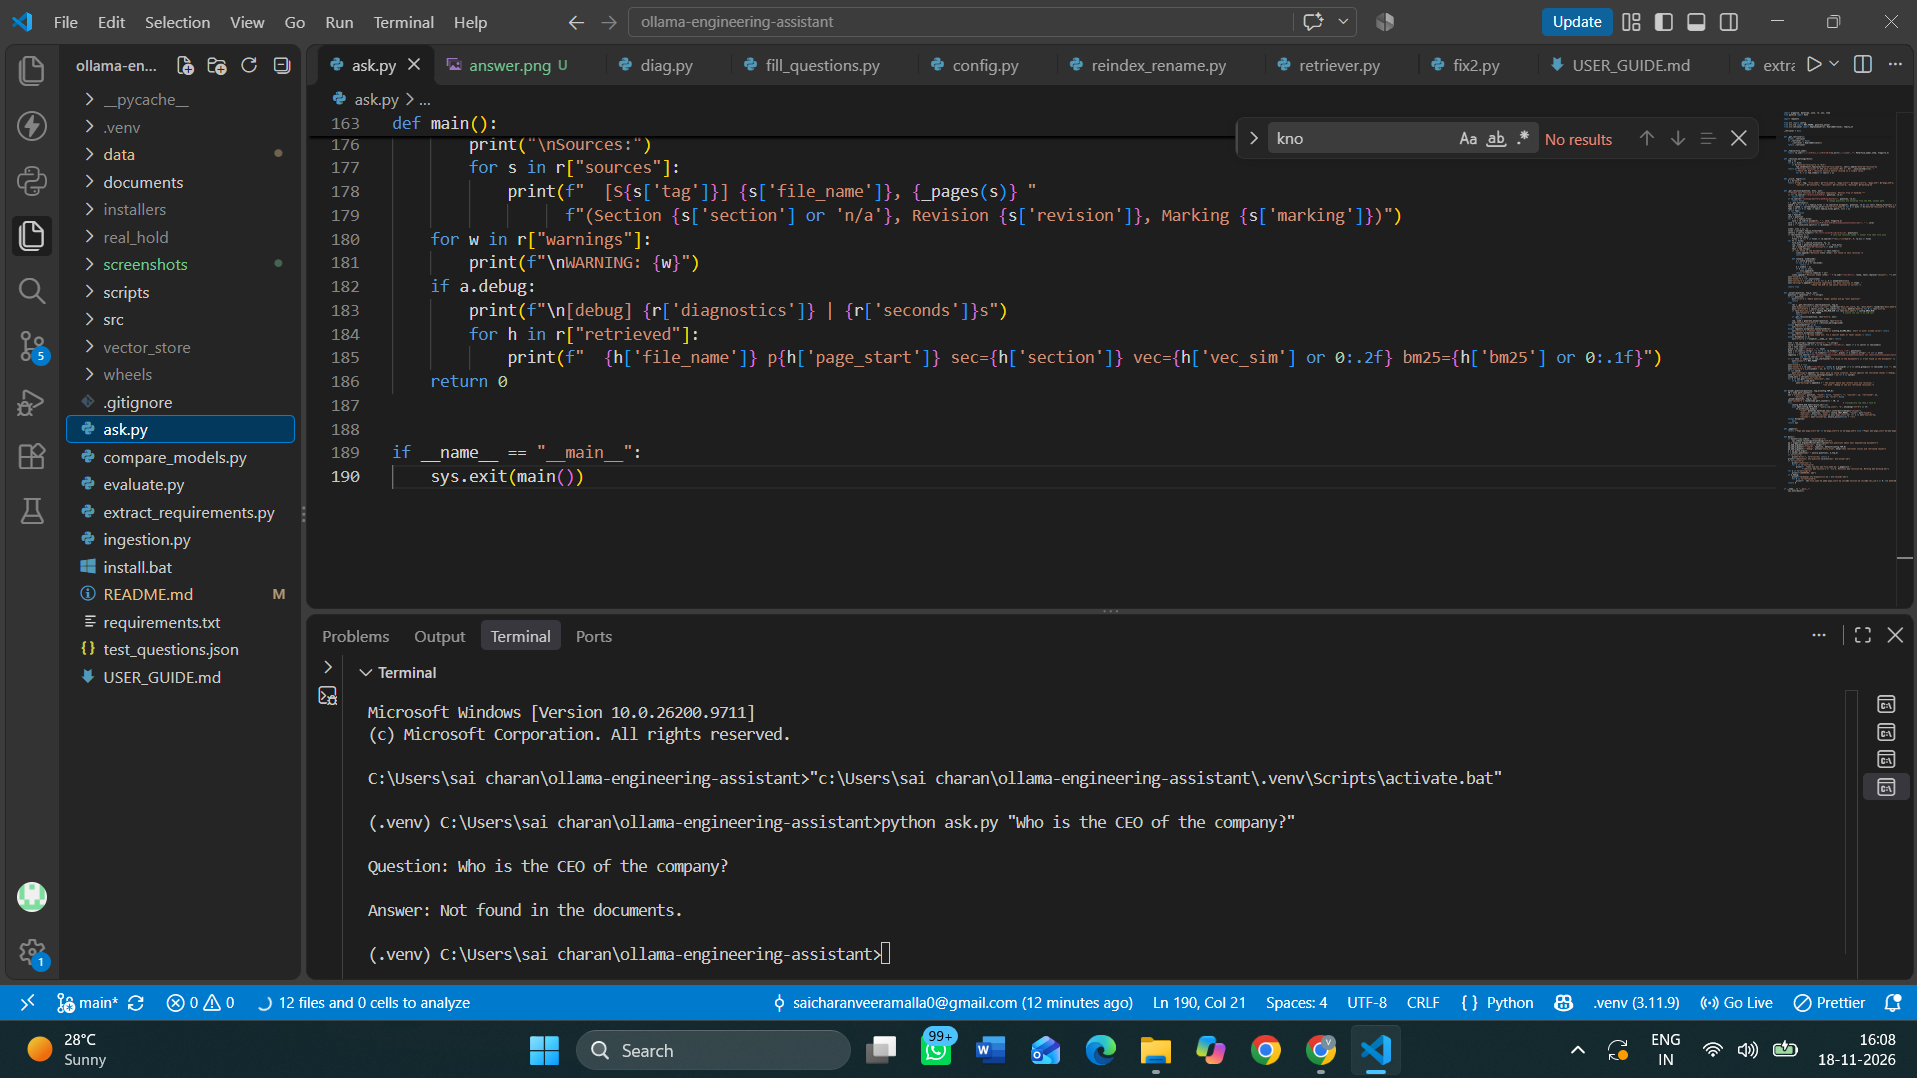 File Edit Selection View Go Run Terminal Help
ollama-engineering-assistant
Update
ollama-en...
ask.py
answer.png U
diag.py
fill_questions.py
config.py
reindex_rename.py
retriever.py
fix2.py
USER_GUIDE.md
extra
ask.py > ...
__pycache__
.venv
data
documents
installers
real_hold
screenshots
scripts
src
vector_store
wheels
.gitignore
ask.py
compare_models.py
evaluate.py
extract_requirements.py
ingestion.py
install.bat
README.md M
requirements.txt
test_questions.json
USER_GUIDE.md
5
1
kno
Aa ab .*
No results
163 def main():
176 print("\nSources:")
177 for s in r["sources"]:
178 print(f"  [S{s['tag']}] {s['file_name']}, {_pages(s)} "
179 f"(Section {s['section'] or 'n/a'}, Revision {s['revision']}, Marking {s['marking']})")
180 for w in r["warnings"]:
181 print(f"\nWARNING: {w}")
182 if a.debug:
183 print(f"\n[debug] {r['diagnostics']} | {r['seconds']}s")
184 for h in r["retrieved"]:
185 print(f"  {h['file_name']} p{h['page_start']} sec={h['section']} vec={h['vec_sim'] or 0:.2f} bm25={h['bm25'] or 0:.1f}")
186 return 0
187
188
189 if __name__ == "__main__":
190 sys.exit(main())
Problems Output Terminal Ports
Terminal
Microsoft Windows [Version 10.0.26200.9711]
(c) Microsoft Corporation. All rights reserved.
C:\Users\sai charan\ollama-engineering-assistant>"c:\Users\sai charan\ollama-engineering-assistant\.venv\Scripts\activate.bat"
(.venv) C:\Users\sai charan\ollama-engineering-assistant>python ask.py "Who is the CEO of the company?"
Question: Who is the CEO of the company?
Answer: Not found in the documents.
(.venv) C:\Users\sai charan\ollama-engineering-assistant>
main* 0 0 12 files and 0 cells to analyze
saicharanveeramalla0@gmail.com (12 minutes ago) Ln 190, Col 21 Spaces: 4 UTF-8 CRLF {} Python .venv (3.11.9) Go Live Prettier
28°C
Sunny
Search
99+
ENG
IN
16:08
18-11-2026